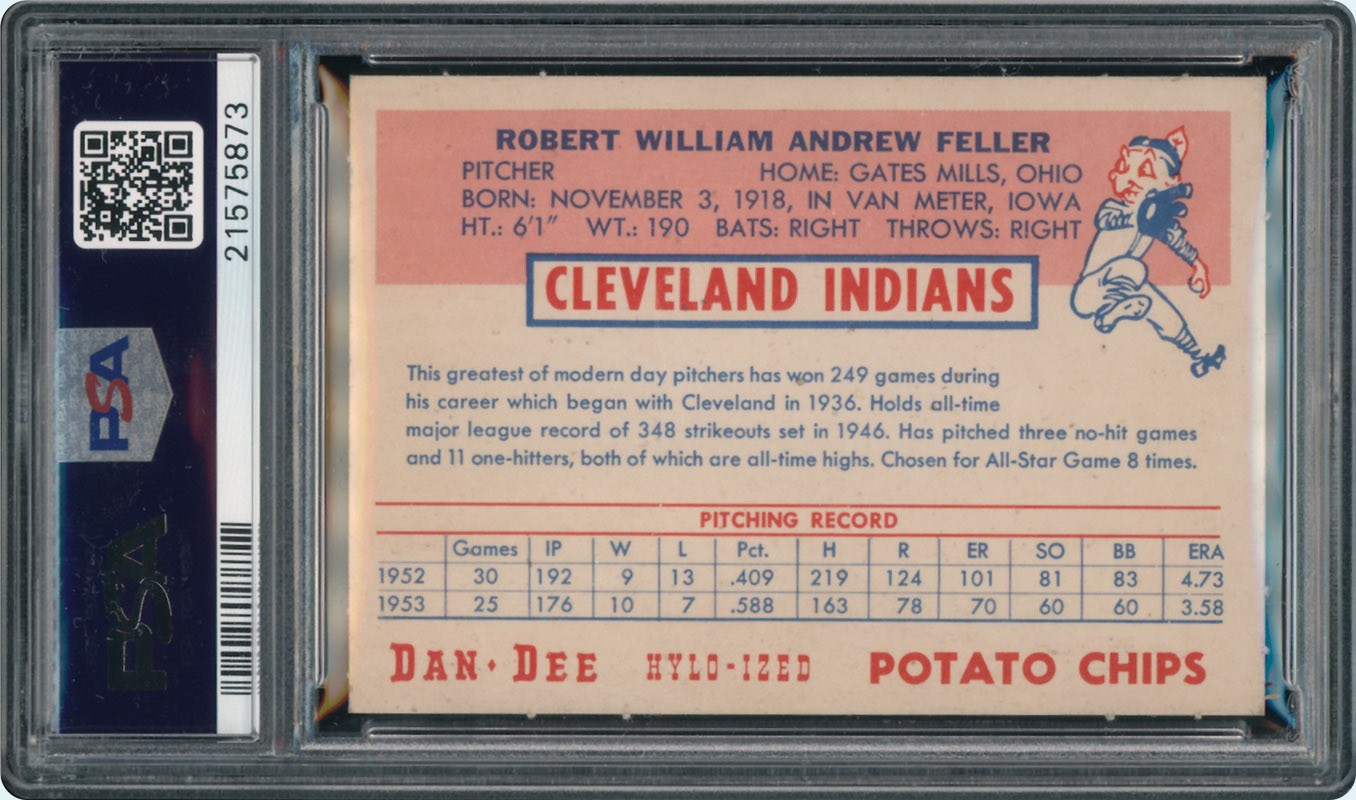 21575873
PSA
PSA
ROBERT WILLIAM ANDREW FELLER
PITCHER HOME: GATES MILLS, OHIO
BORN: NOVEMBER 3, 1918, IN VAN METER, IOWA
HT.: 6'1" WT.: 190 BATS: RIGHT THROWS: RIGHT
CLEVELAND INDIANS
This greatest of modern day pitchers has won 249 games during
his career which began with Cleveland in 1936. Holds all-time
major league record of 348 strikeouts set in 1946. Has pitched three no-hit games
and 11 one-hitters, both of which are all-time highs. Chosen for All-Star Game 8 times.
PITCHING RECORD
Games IP W L Pct. H R ER SO BB ERA
1952 30 192 9 13 .409 219 124 101 81 83 4.73
1953 25 176 10 7 .588 163 78 70 60 60 3.58
DAN·DEE HYLO-IZED POTATO CHIPS